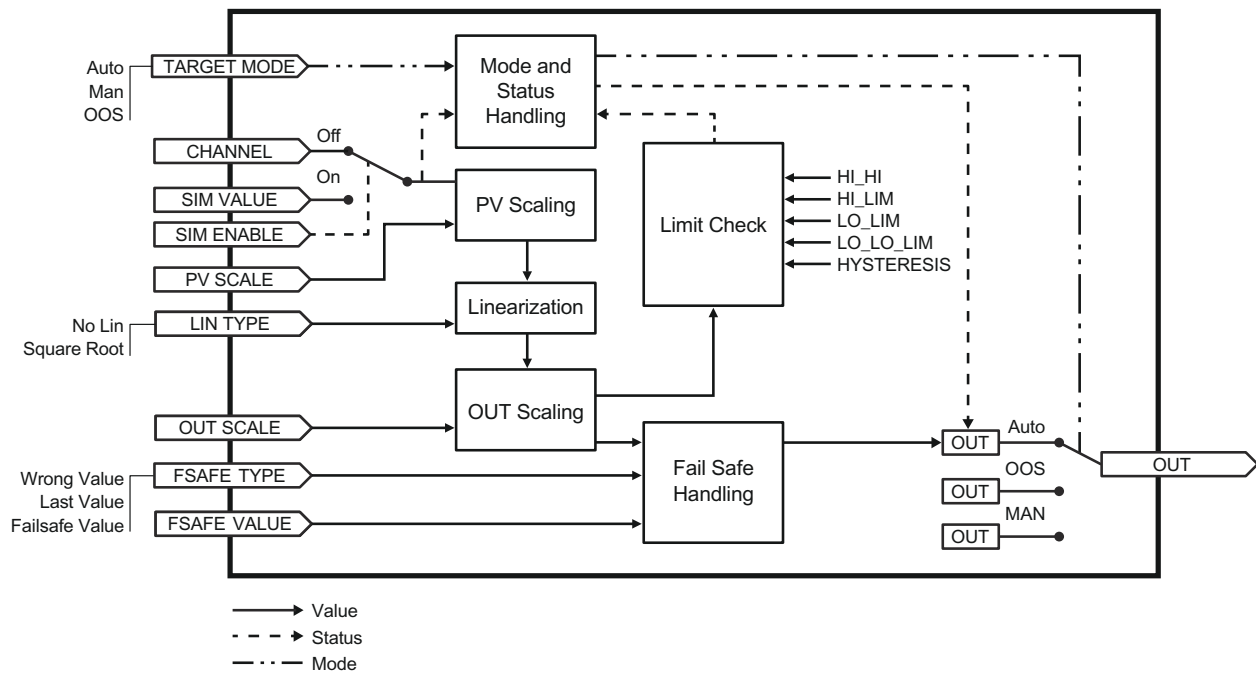 Auto
Man
OOS
TARGET MODE
Mode and
Status
Handling
CHANNEL
Off
SIM VALUE
On
SIM ENABLE
PV SCALE
PV Scaling
Limit Check
HI_HI
HI_LIM
LO_LIM
LO_LO_LIM
HYSTERESIS
No Lin
Square Root
LIN TYPE
Linearization
OUT SCALE
OUT Scaling
Wrong Value
Last Value
Failsafe Value
FSAFE TYPE
FSAFE VALUE
Fail Safe
Handling
OUT
Auto
OUT
OOS
OUT
MAN
OUT
Value
Status
Mode